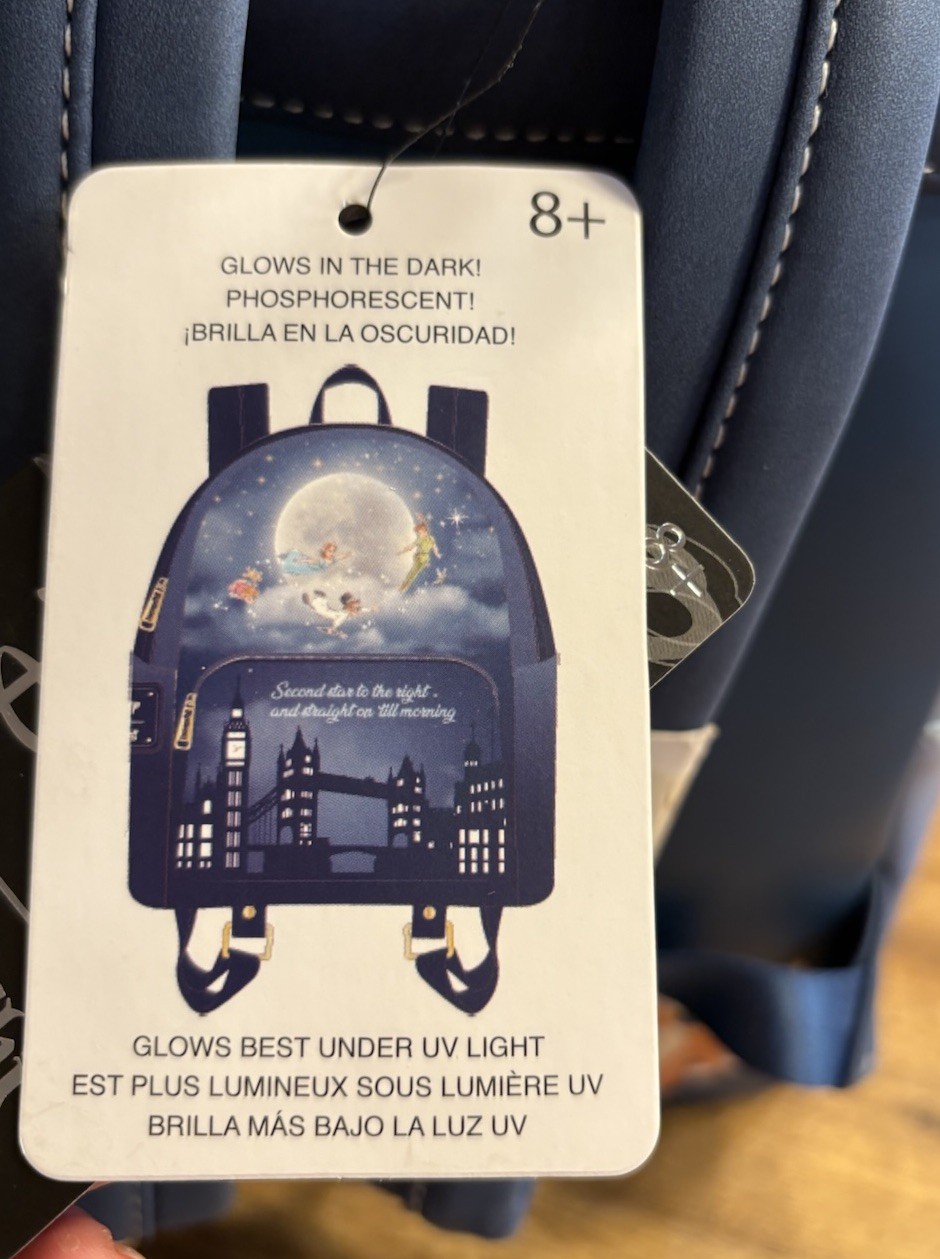 8+
GLOWS IN THE DARK!
PHOSPHORESCENT!
¡BRILLA EN LA OSCURIDAD!
Second star to the right
and straight on 'till morning
GLOWS BEST UNDER UV LIGHT
EST PLUS LUMINEUX SOUS LUMIÈRE UV
BRILLA MÁS BAJO LA LUZ UV